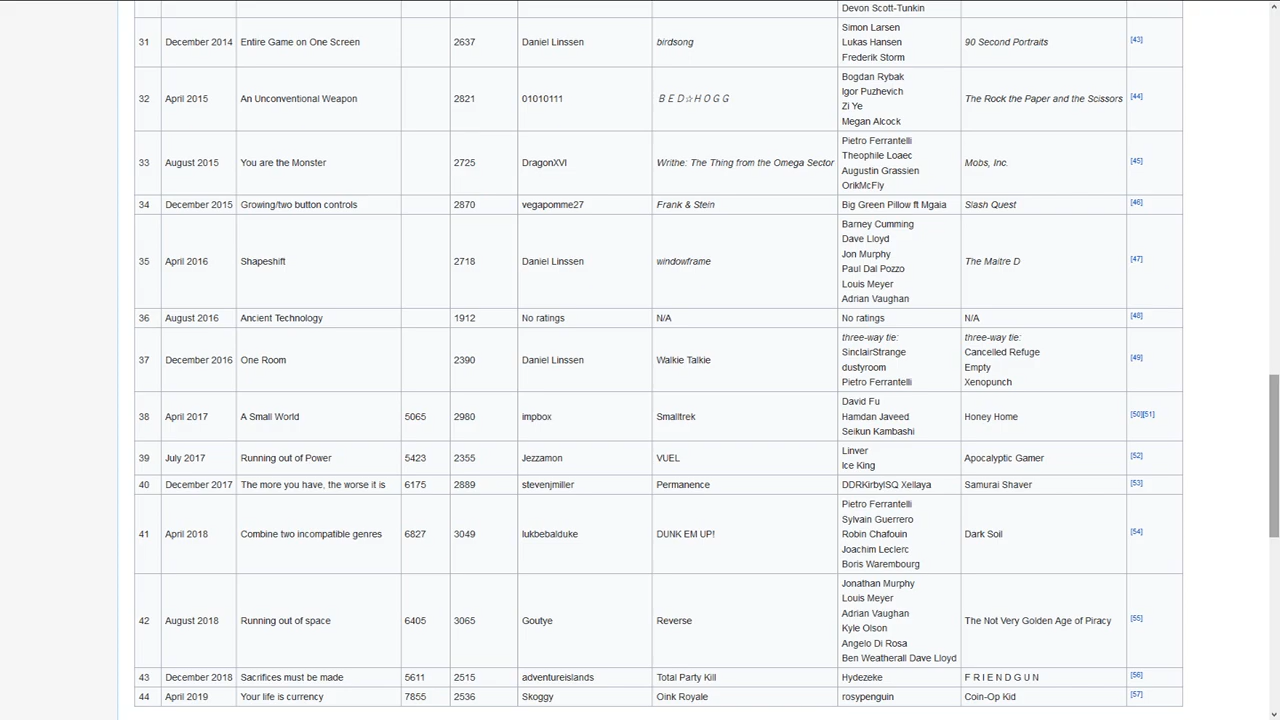 Devon Scott-Tunkin
31 December 2014 Entire Game on One Screen 2637 Daniel Linssen birdsong Simon Larsen 90 Second Portraits [43]
Lukas Hansen
Frederik Storm
32 April 2015 An Unconventional Weapon 2821 01010111 B E D☆H O G G Bogdan Rybak The Rock the Paper and the Scissors [44]
Igor Puzhevich
Zi Ye
Megan Alcock
33 August 2015 You are the Monster 2725 DragonXVI Writhe: The Thing from the Omega Sector Pietro Ferrantelli Mobs, Inc. [45]
Theophile Loaec
Augustin Grassien
OrikMcFly
34 December 2015 Growing/two button controls 2870 vegapomme27 Frank & Stein Big Green Pillow ft Mgaia Slash Quest [46]
35 April 2016 Shapeshift 2718 Daniel Linssen windowframe Barney Cumming The Maitre D [47]
Dave Lloyd
Jon Murphy
Paul Dal Pozzo
Louis Meyer
Adrian Vaughan
36 August 2016 Ancient Technology 1912 No ratings N/A No ratings N/A [48]
37 December 2016 One Room 2390 Daniel Linssen Walkie Talkie three-way tie: three-way tie: [49]
SinclairStrange Cancelled Refuge
dustyroom Empty
Pietro Ferrantelli Xenopunch
38 April 2017 A Small World 5065 2980 impbox Smalltrek David Fu Honey Home [50][51]
Hamdan Javeed
Seikun Kambashi
39 July 2017 Running out of Power 5423 2355 Jezzamon VUEL Linver Apocalyptic Gamer [52]
Ice King
40 December 2017 The more you have, the worse it is 6175 2889 stevenjmiller Permanence DDRKirbyISQ Xellaya Samurai Shaver [53]
41 April 2018 Combine two incompatible genres 6827 3049 lukbebalduke DUNK EM UP! Pietro Ferrantelli Dark Soil [54]
Sylvain Guerrero
Robin Chafouin
Joachim Leclerc
Boris Warembourg
42 August 2018 Running out of space 6405 3065 Goutye Reverse Jonathan Murphy The Not Very Golden Age of Piracy [55]
Louis Meyer
Adrian Vaughan
Kyle Olson
Angelo Di Rosa
Ben Weatherall Dave Lloyd
43 December 2018 Sacrifices must be made 5611 2515 adventureislands Total Party Kill Hydezeke F R I E N D G U N [56]
44 April 2019 Your life is currency 7855 2536 Skoggy Oink Royale rosypenguin Coin-Op Kid [57]